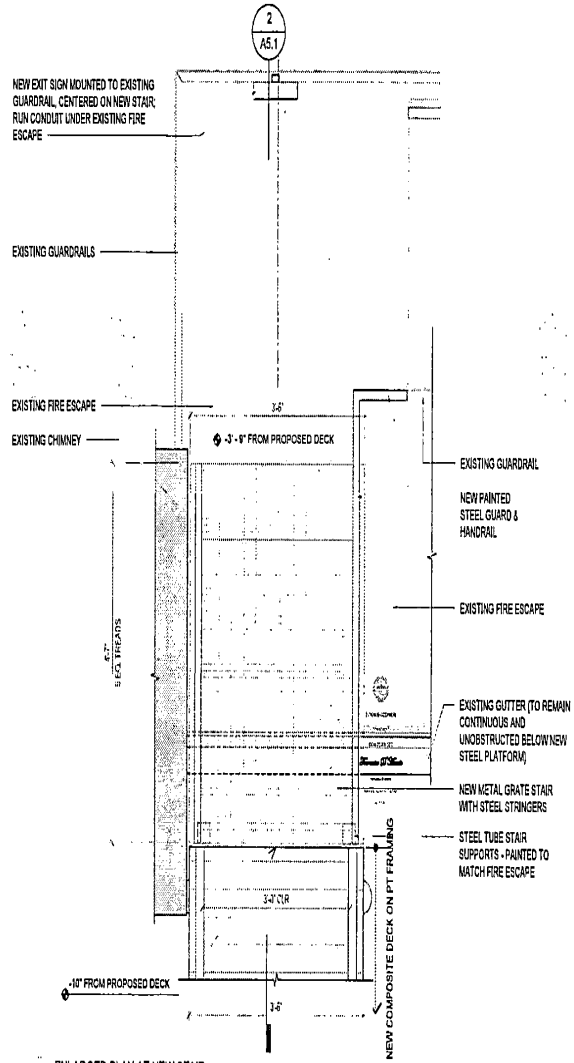 2
A5.1
NEW EXIT SIGN MOUNTED TO EXISTING
GUARDRAIL, CENTERED ON NEW STAIR;
RUN CONDUIT UNDER EXISTING FIRE
ESCAPE
EXISTING GUARDRAILS
EXISTING FIRE ESCAPE
EXISTING CHIMNEY
3'-6"
-3' - 9" FROM PROPOSED DECK
EXISTING GUARDRAIL
NEW PAINTED
STEEL GUARD &
HANDRAIL
EXISTING FIRE ESCAPE
EQ. TREADS
EXISTING GUTTER (TO REMAIN
CONTINUOUS AND
UNOBSTRUCTED BELOW NEW
STEEL PLATFORM)
NEW METAL GRATE STAIR
WITH STEEL STRINGERS
STEEL TUBE STAIR
SUPPORTS - PAINTED TO
MATCH FIRE ESCAPE
CLR
NEW COMPOSITE DECK ON PT FRAMING
-10" FROM PROPOSED DECK
3'-6"